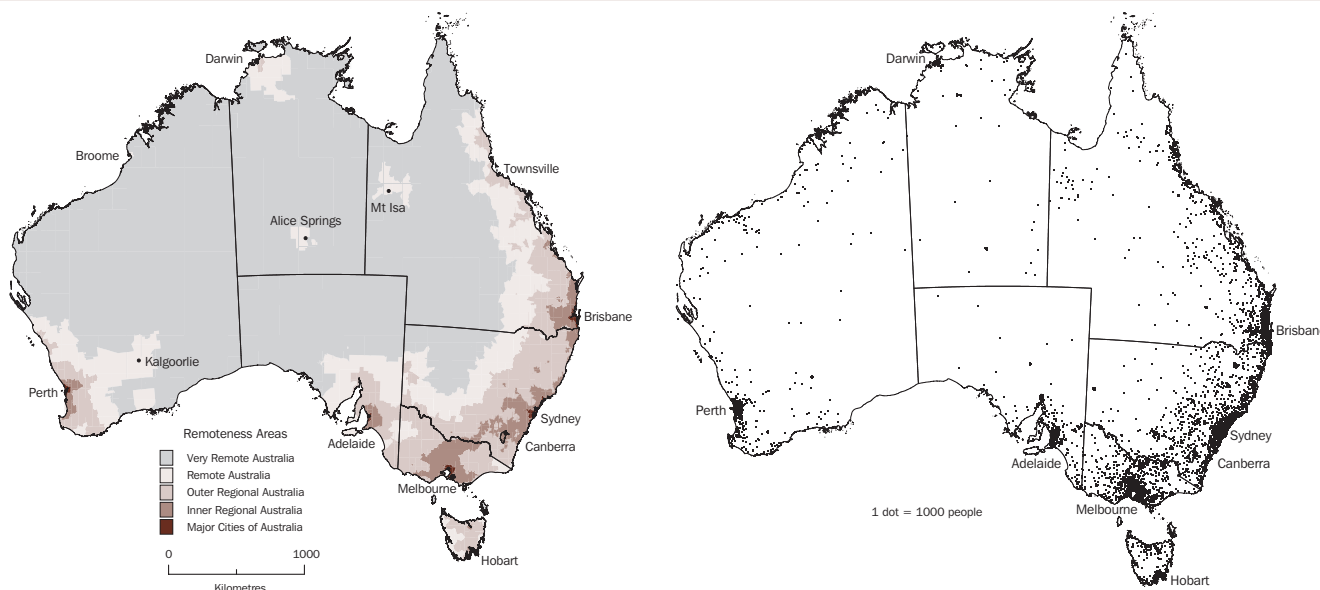 Darwin
Broome
Townsville
Mt Isa
Alice Springs
Brisbane
Kalgoorlie
Perth
Sydney
Canberra
Adelaide
Melbourne
Hobart
Remoteness Areas
Very Remote Australia
Remote Australia
Outer Regional Australia
Inner Regional Australia
Major Cities of Australia
0 1000
Kilometres
Darwin
Brisban
Perth
Sydney
Canberra
Adelaide
Melbourne
1 dot = 1000 people
Hobart